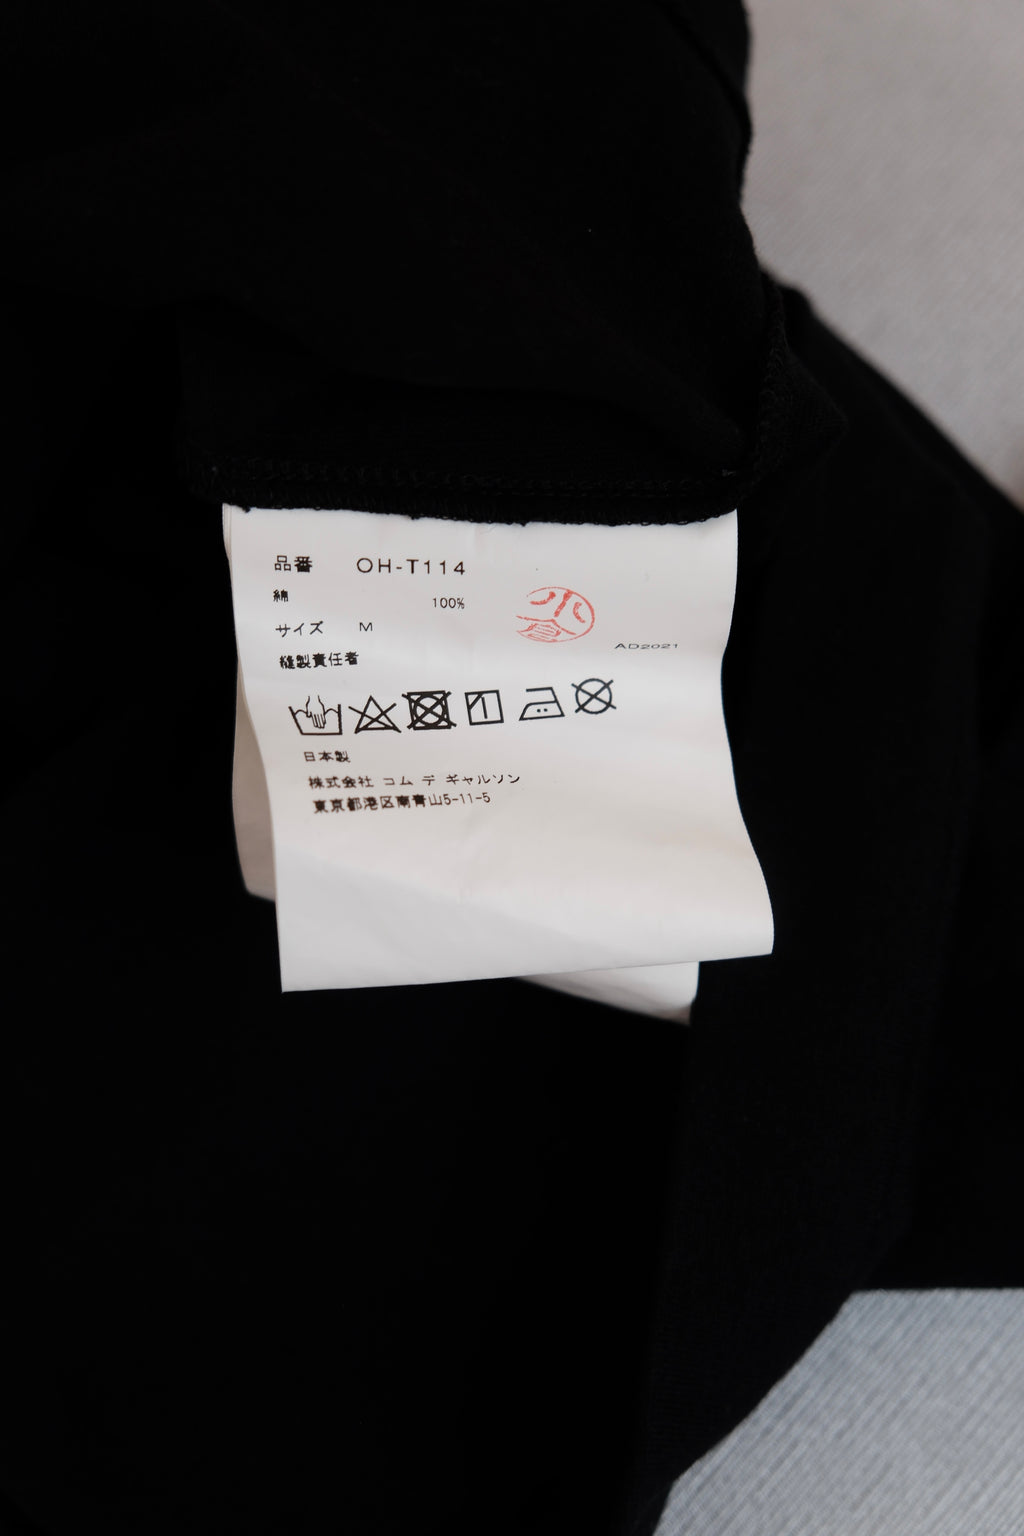 品番 OH-T114
綿 100%
サイズ M
小倉
AD2021
縫製責任者
日本製
株式会社 コム デ ギャルソン
東京都港区南青山5-11-5